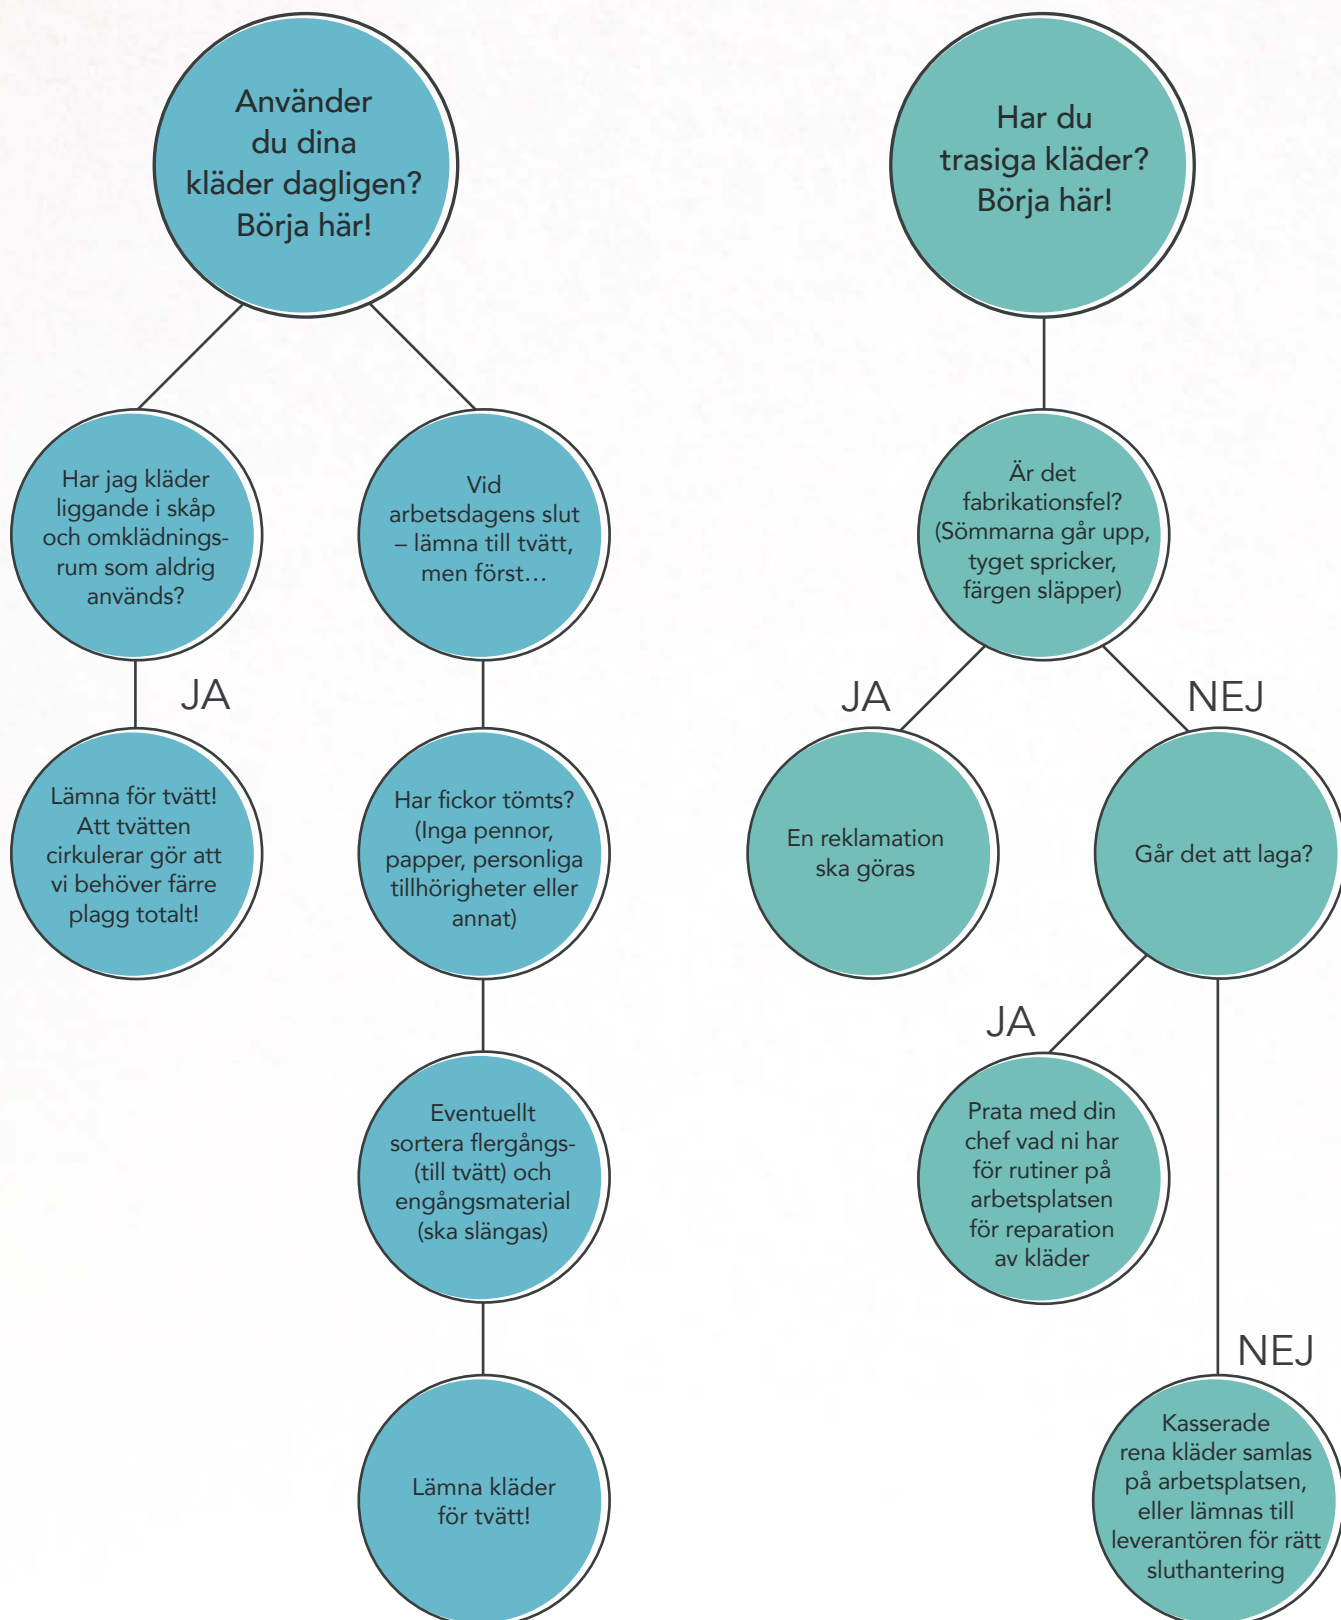 Använder
du dina
kläder dagligen?
Börja här!
Har jag kläder
liggande i skåp
och omklädnings-
rum som aldrig
används?
JA
Lämna för tvätt!
Att tvätten
cirkulerar gör att
vi behöver färre
plagg totalt!
Vid
arbetsdagens slut
– lämna till tvätt,
men först…
Har fickor tömts?
(Inga pennor,
papper, personliga
tillhörigheter eller
annat)
Eventuellt
sortera flergångs-
(till tvätt) och
engångsmaterial
(ska slängas)
Lämna kläder
för tvätt!
Har du
trasiga kläder?
Börja här!
Är det
fabrikationsfel?
(Sömmarna går upp,
tyget spricker,
färgen släpper)
JA
En reklamation
ska göras
NEJ
Går det att laga?
JA
Prata med din
chef vad ni har
för rutiner på
arbetsplatsen
för reparation
av kläder
NEJ
Kasserade
rena kläder samlas
på arbetsplatsen,
eller lämnas till
leverantören för rätt
sluthantering